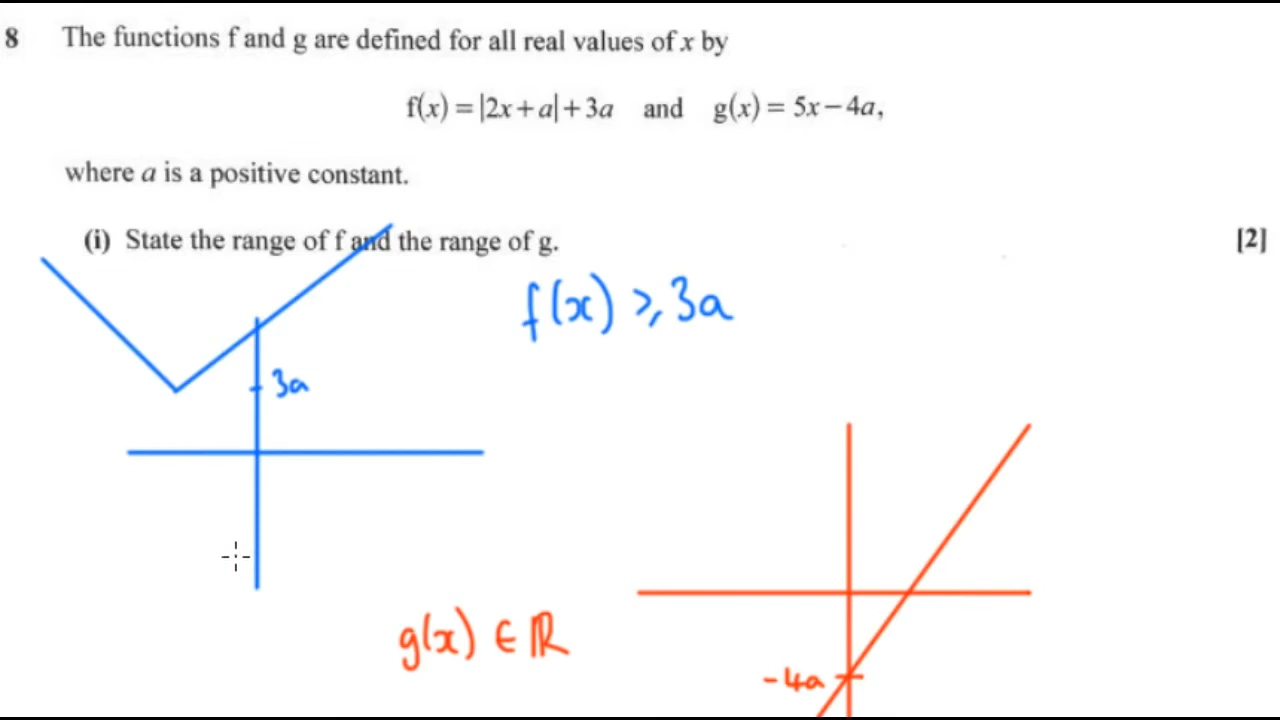 8 The functions f and g are defined for all real values of x by
f(x) = |2x + a| + 3a and g(x) = 5x − 4a,
where a is a positive constant.
(i) State the range of f and the range of g. [2]
f(x) ⩾ 3a
3a
g(x) ∈ ℝ
-4a